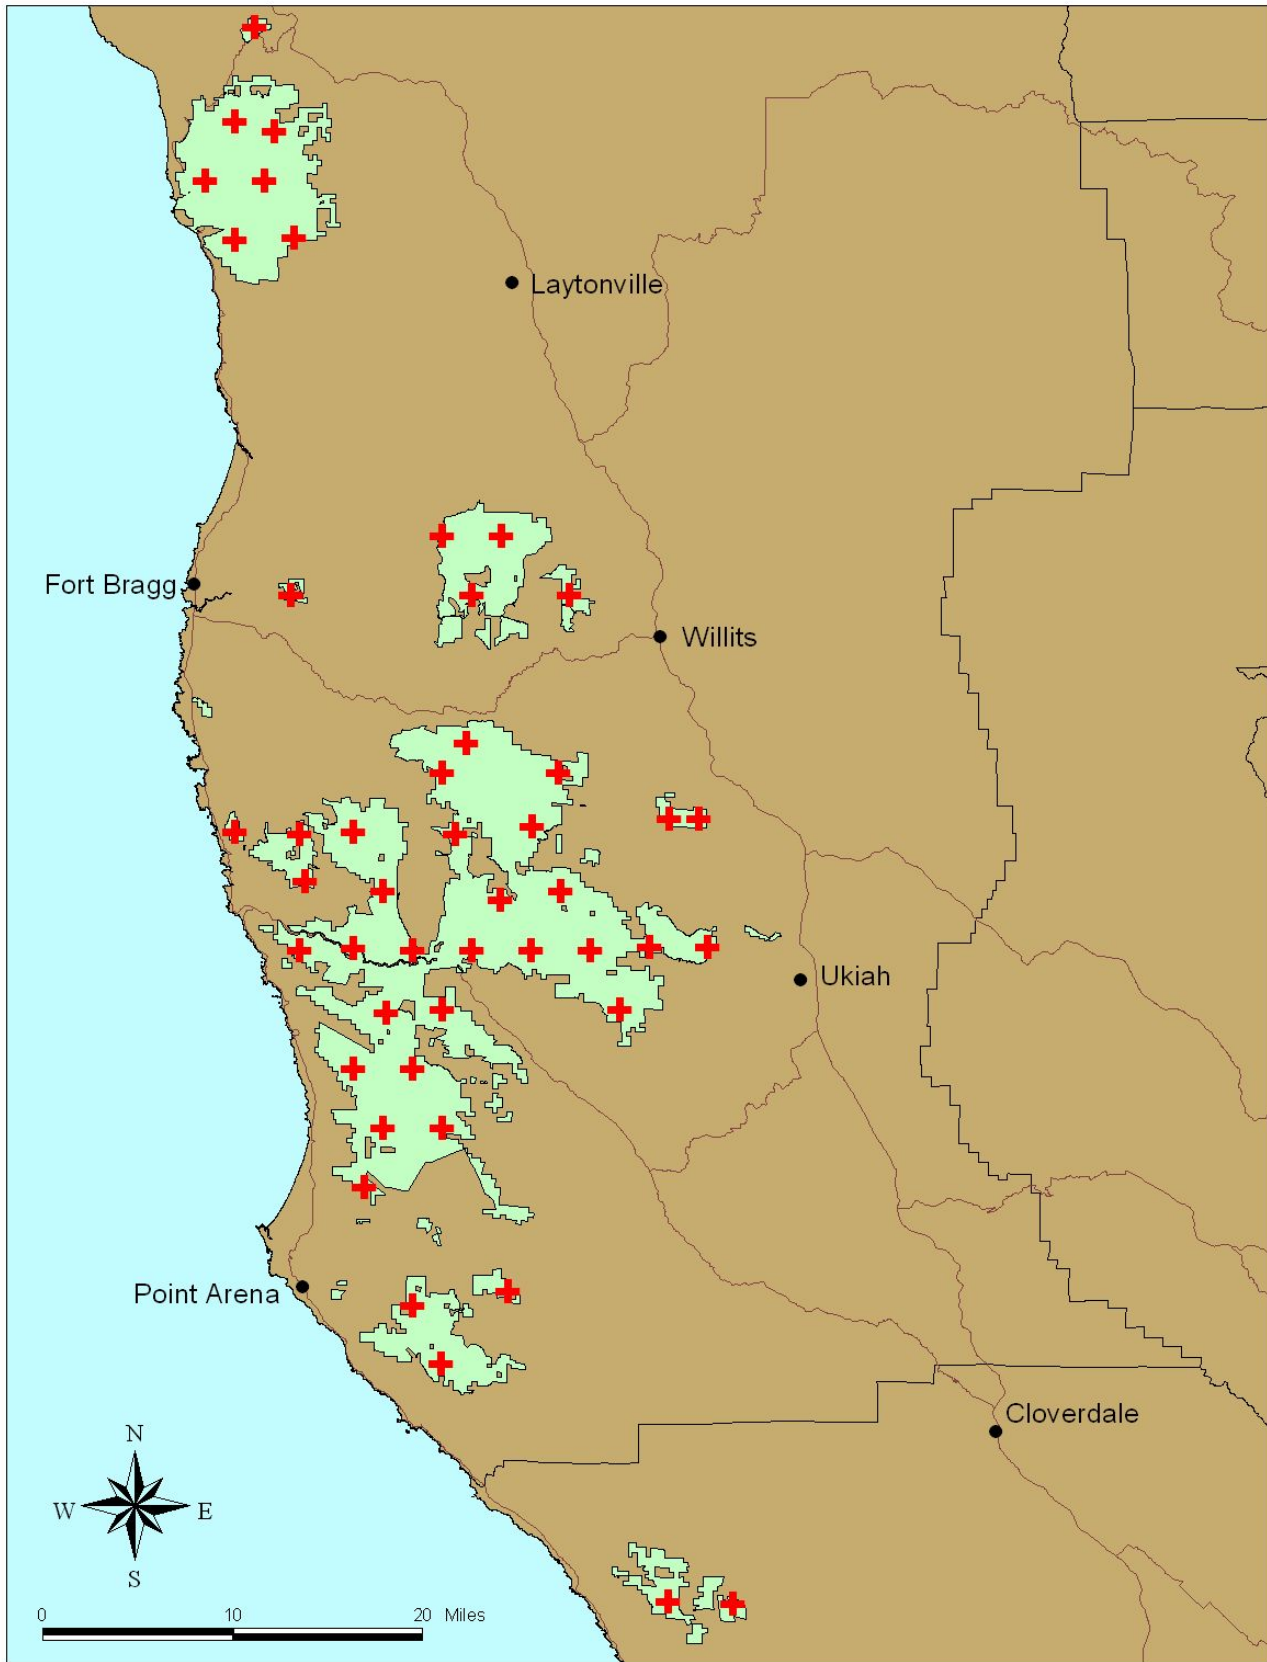 Laytonville
Fort Bragg
Willits
Ukiah
Point Arena
Cloverdale
N
W E
S
0 10 20 Miles